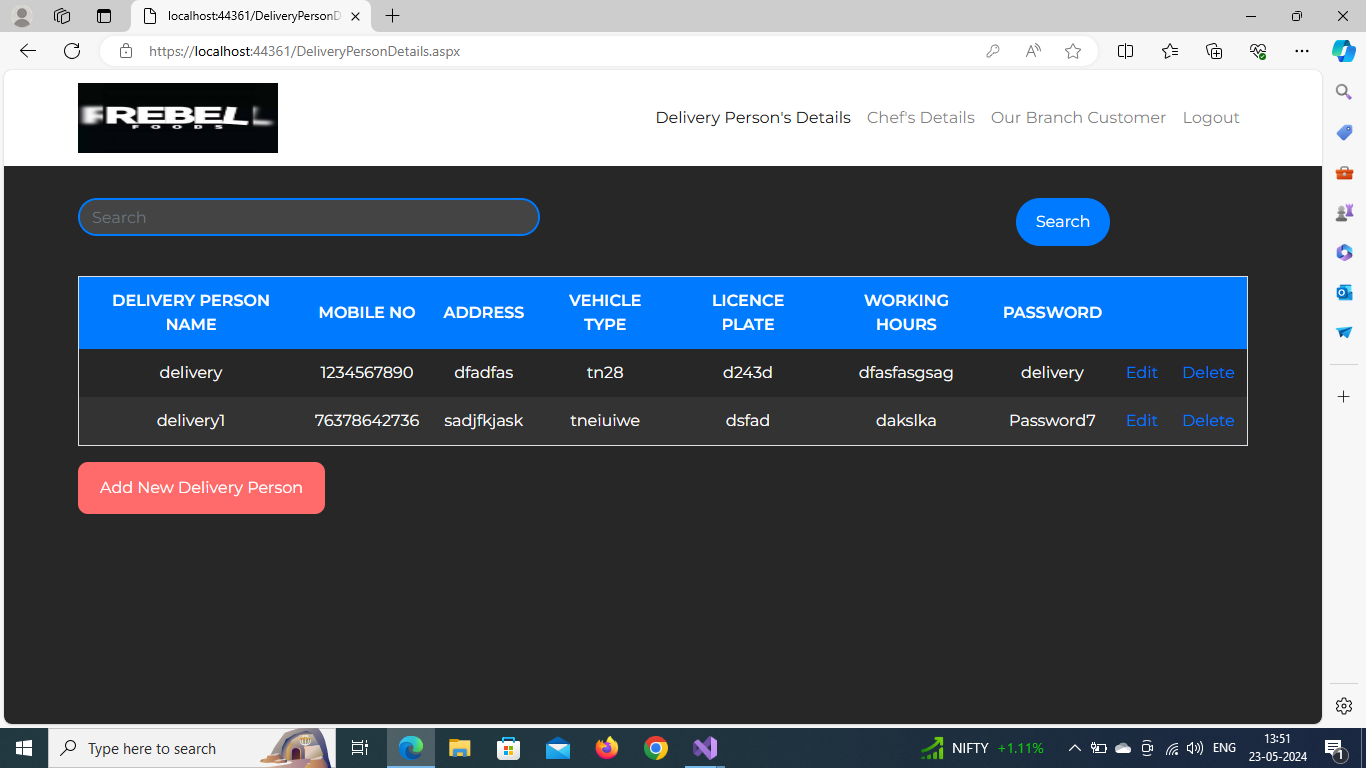 localhost:44361/DeliveryPersonD
https://localhost:44361/DeliveryPersonDetails.aspx
FREBELL
FOODS
Delivery Person's Details Chef's Details Our Branch Customer Logout
Search Search
DELIVERY PERSON NAME MOBILE NO ADDRESS VEHICLE TYPE LICENCE PLATE WORKING HOURS PASSWORD
delivery 1234567890 dfadfas tn28 d243d dfasfasgsag delivery Edit Delete
delivery1 76378642736 sadjfkjask tneiuiwe dsfad dakslka Password7 Edit Delete
Add New Delivery Person
Type here to search NIFTY +1.11% ENG 13:51
23-05-2024 1